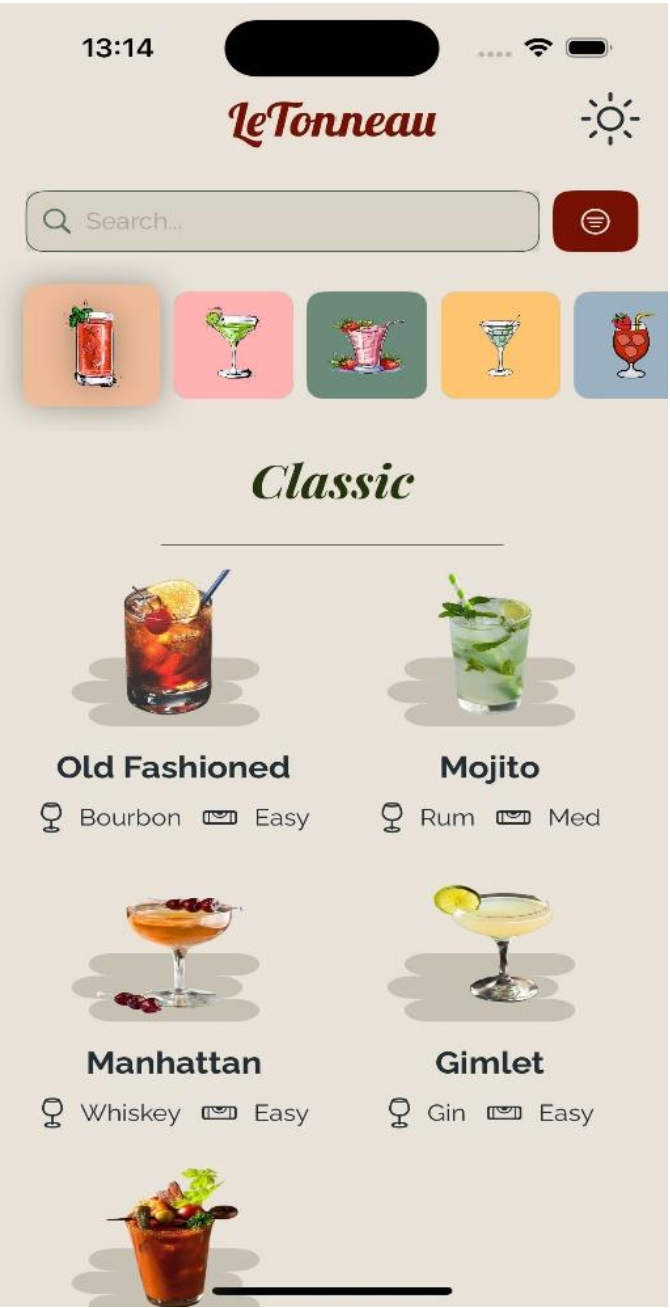 13:14
LeTonneau
Search...
Classic
Old Fashioned Mojito
Bourbon Easy Rum Med
Manhattan Gimlet
Whiskey Easy Gin Easy